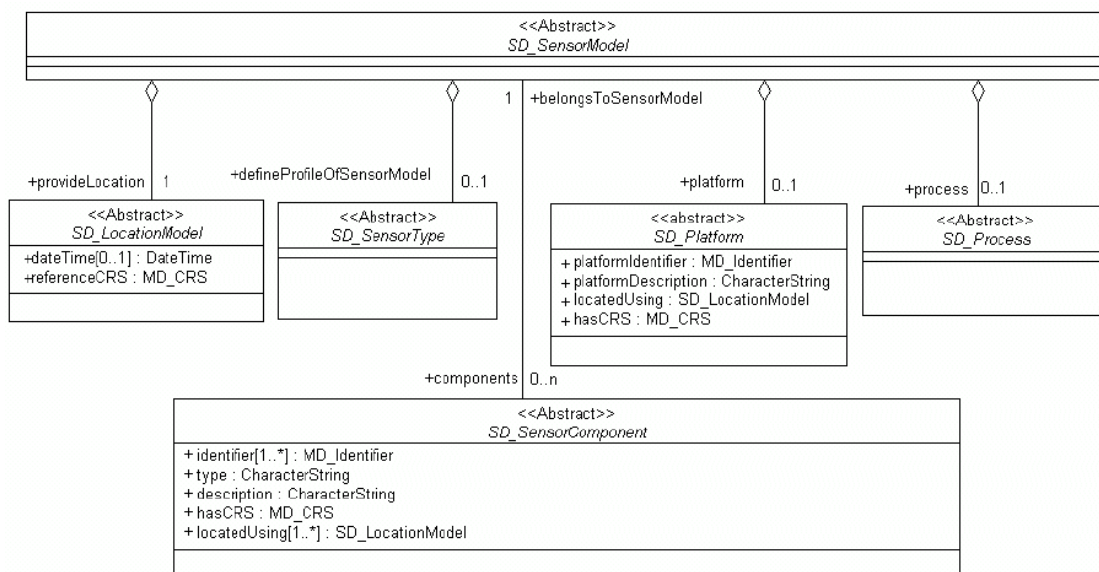 <<Abstract>>
SD_SensorModel
1 +belongsToSensorModel
+provideLocation 1
+defineProfileOfSensorModel 0..1
+platform 0..1
+process 0..1
<<Abstract>>
SD_LocationModel
+dateTime[0..1] : DateTime
+referenceCRS : MD_CRS
<<Abstract>>
SD_SensorType
<<abstract>>
SD_Platform
+ platformIdentifier : MD_Identifier
+ platformDescription : CharacterString
+ locatedUsing : SD_LocationModel
+ hasCRS : MD_CRS
<<Abstract>>
SD_Process
+components 0..n
<<Abstract>>
SD_SensorComponent
+ identifier[1..*] : MD_Identifier
+ type : CharacterString
+ description : CharacterString
+ hasCRS : MD_CRS
+ locatedUsing[1..*] : SD_LocationModel